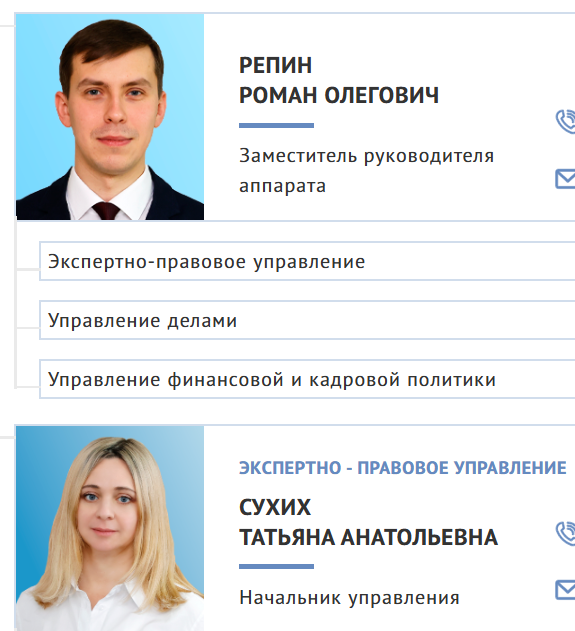 РЕПИН
РОМАН ОЛЕГОВИЧ
Заместитель руководителя
аппарата
Экспертно-правовое управление
Управление делами
Управление финансовой и кадровой политики
ЭКСПЕРТНО - ПРАВОВОЕ УПРАВЛЕНИЕ
СУХИХ
ТАТЬЯНА АНАТОЛЬЕВНА
Начальник управления